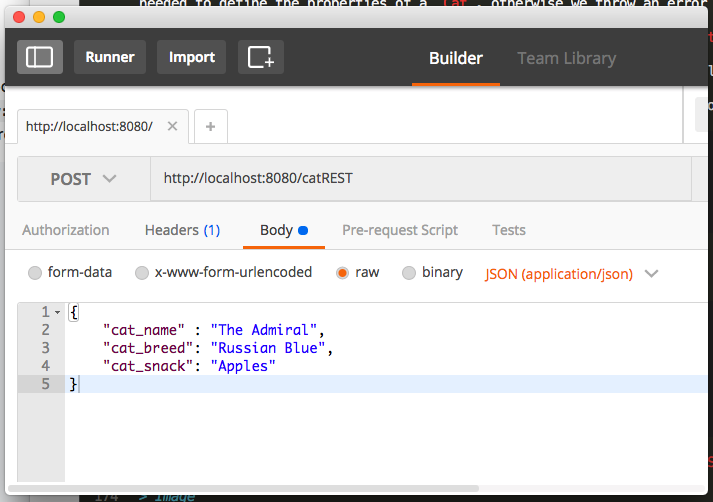 needed to define the properties of a `Cat`, otherwise we throw an error
Runner Import Builder Team Library
http://localhost:8080/ × +
POST http://localhost:8080/catREST
Authorization Headers (1) Body Pre-request Script Tests
form-data x-www-form-urlencoded raw binary JSON (application/json)
1 {
2 "cat_name" : "The Admiral",
3 "cat_breed": "Russian Blue",
4 "cat_snack": "Apples"
5 }
174 > Image